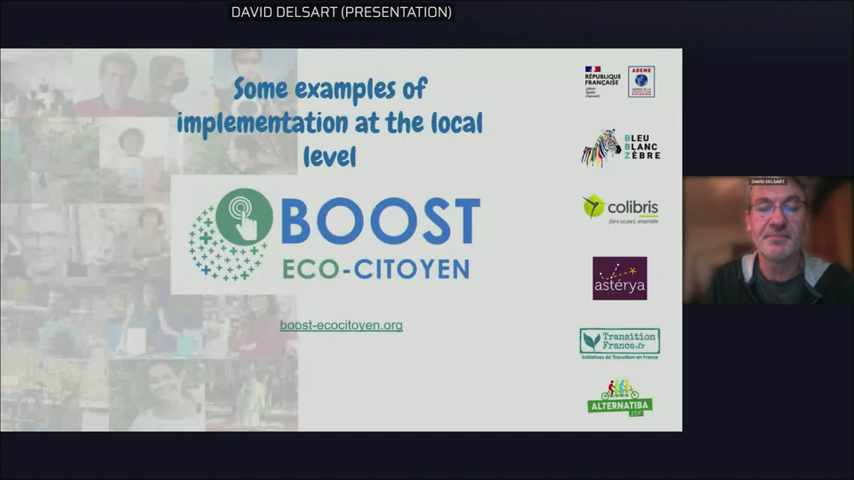 DAVID DELSART (PRESENTATION)
Some examples of
implementation at the local
level
BOOST
ECO-CITOYEN
boost-ecocitoyen.org
RÉPUBLIQUE
FRANÇAISE
ADEME
BLEU
BLANC
ZÈBRE
colibris
faire sa part, ensemble
astérya
Transition
France.fr
Initiatives de Transition en France
ALTERNATIBA
DAVID DELSART